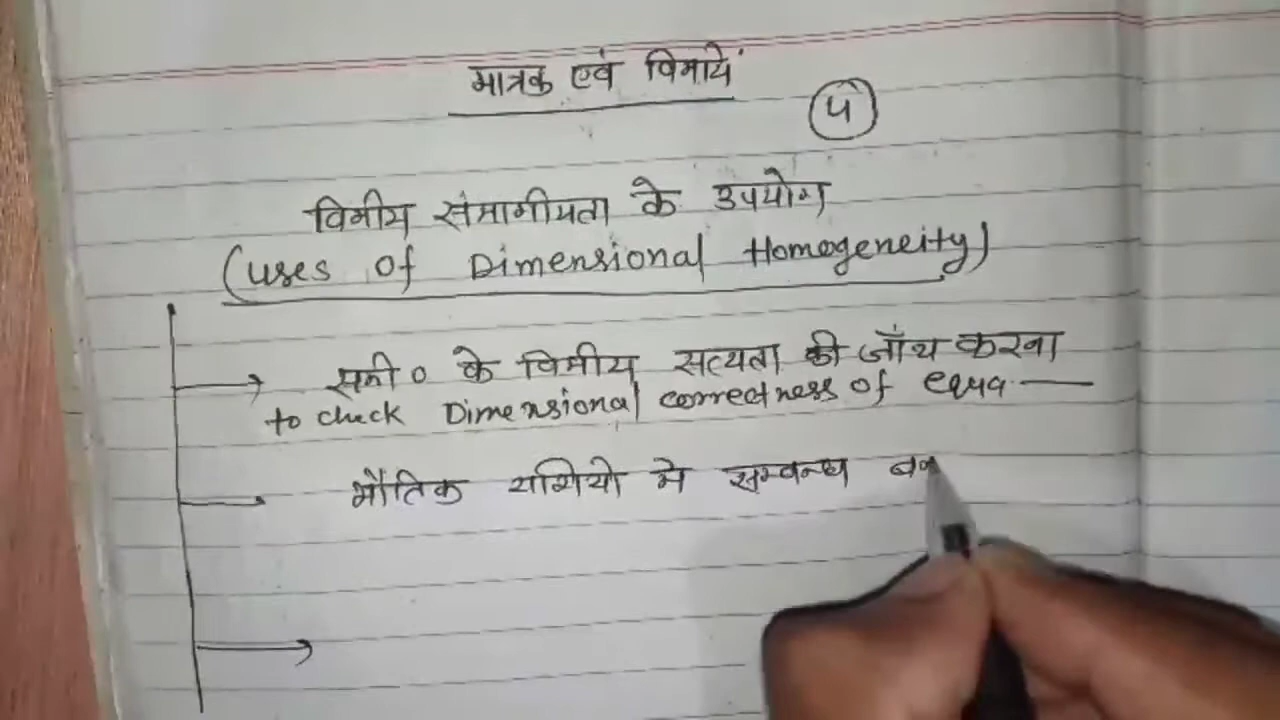 मात्रक एवं विमायें
4
विमीय संमागीयता के उपयोग
(uses of Dimensional Homogeneity)
समी० के विमीय सत्यता की जाँच करना
to check Dimensional correctness of equa.
भौतिक राशियो मे सम्बन्ध